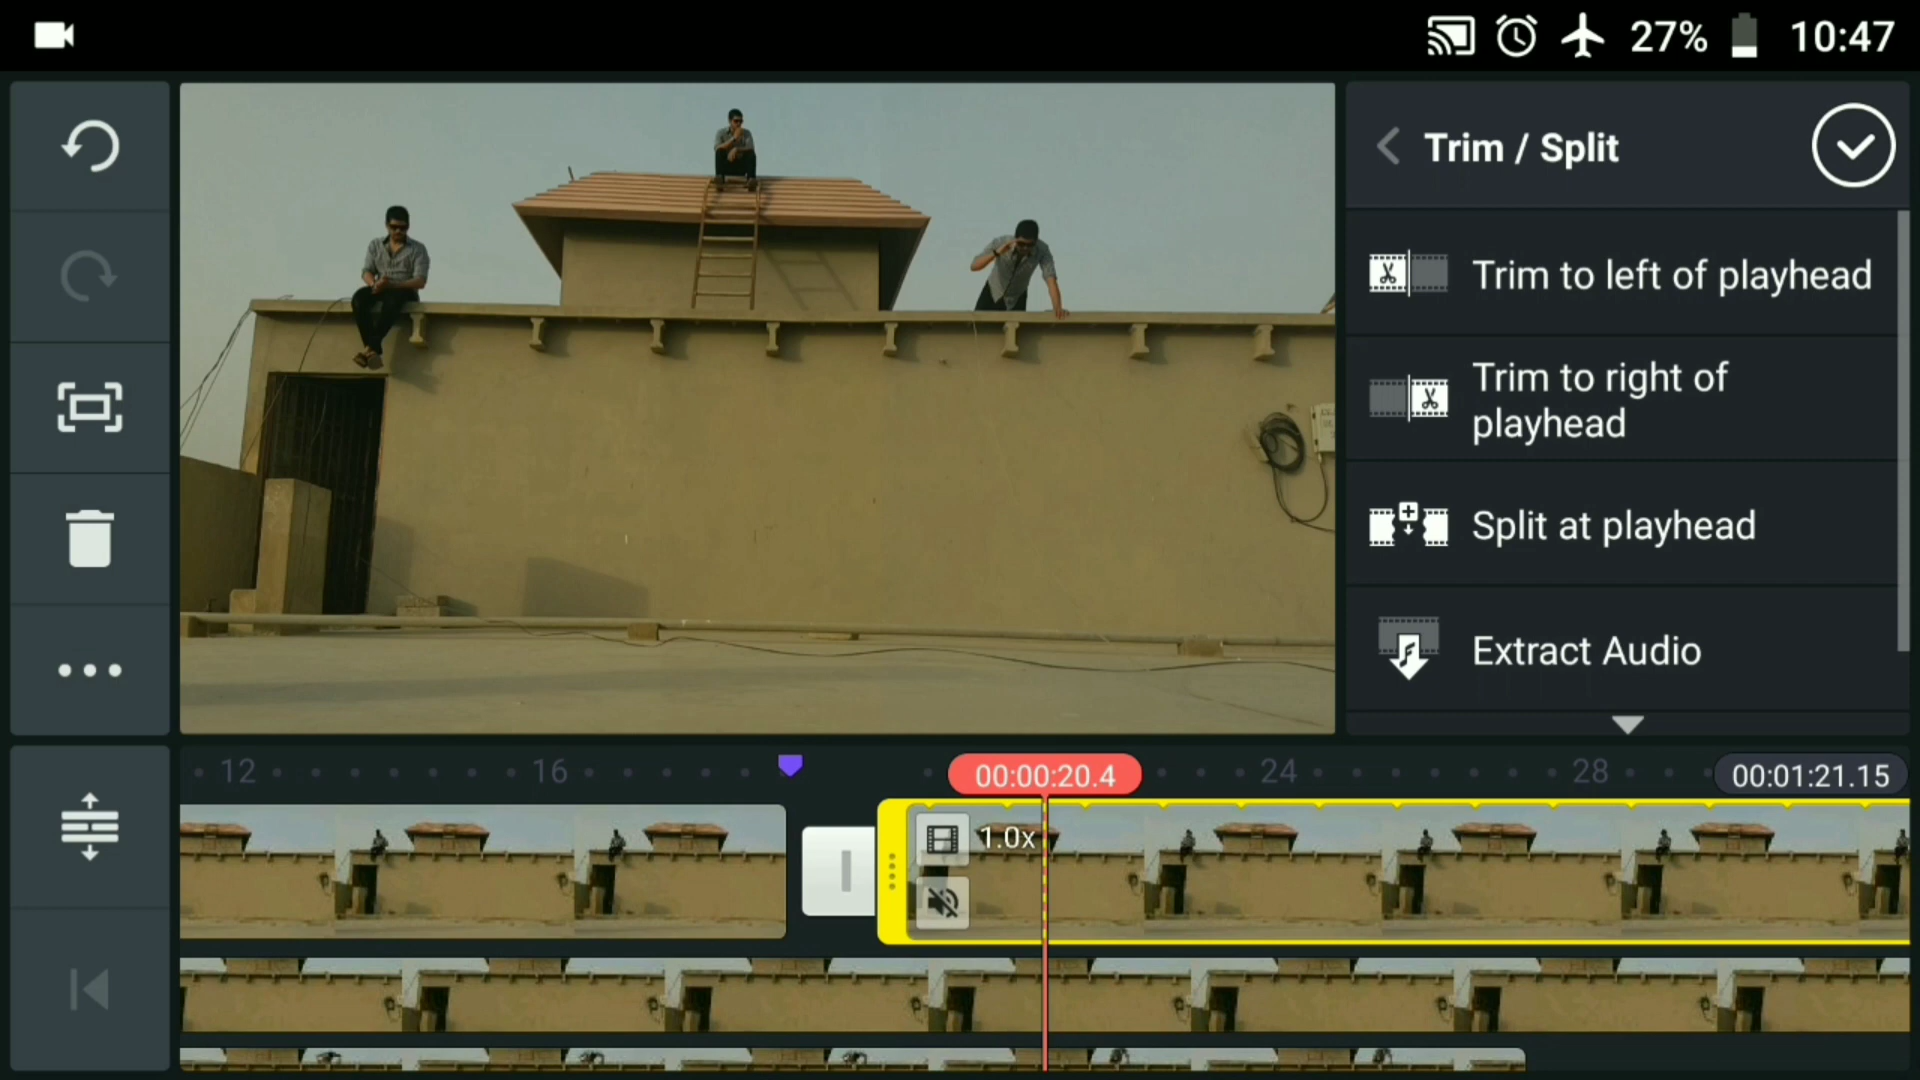 27% 10:47
Trim / Split
Trim to left of playhead
Trim to right of
playhead
Split at playhead
Extract Audio
12 16 00:00:20.4 24 28 00:01:21.15
1.0x